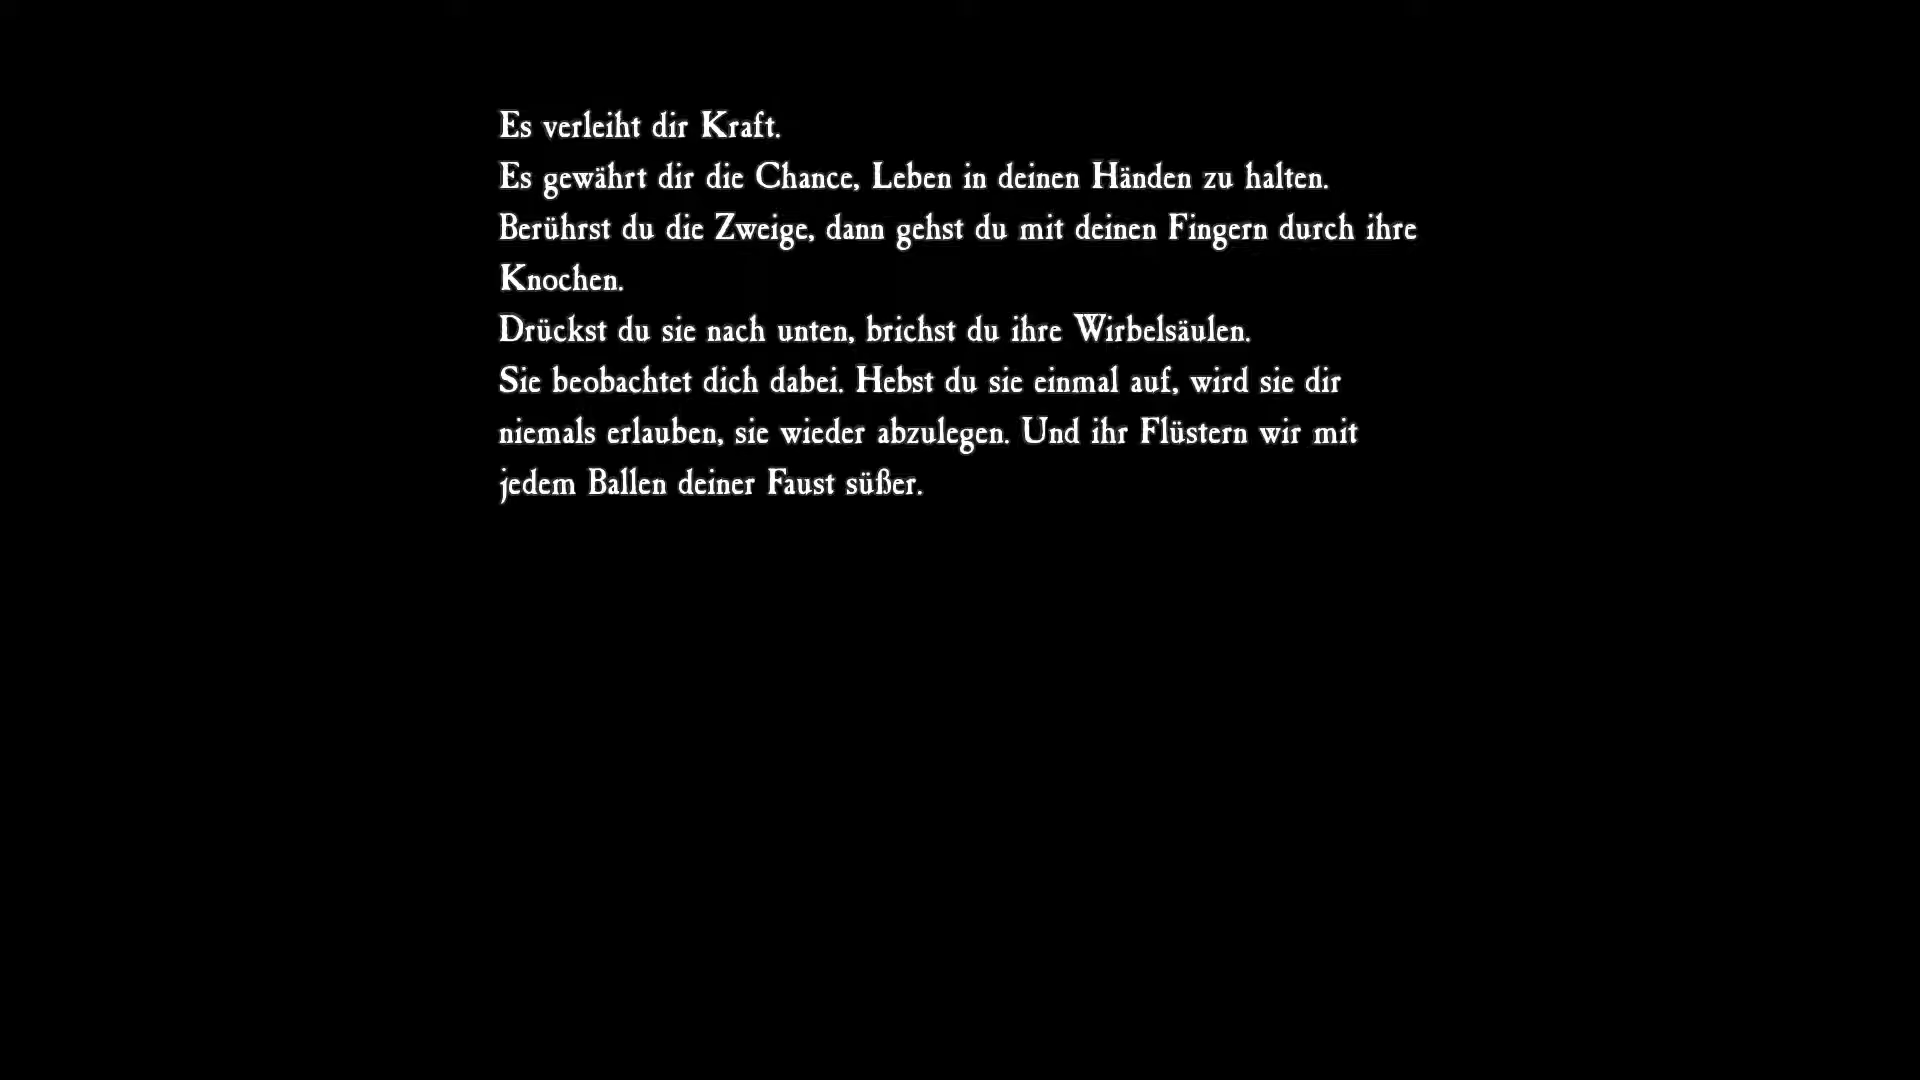 Es verleiht dir Kraft.
Es gewährt dir die Chance, Leben in deinen Händen zu halten.
Berührst du die Zweige, dann gehst du mit deinen Fingern durch ihre
Knochen.
Drückst du sie nach unten, brichst du ihre Wirbelsäulen.
Sie beobachtet dich dabei. Hebst du sie einmal auf, wird sie dir
niemals erlauben, sie wieder abzulegen. Und ihr Flüstern wir mit
jedem Ballen deiner Faust süßer.